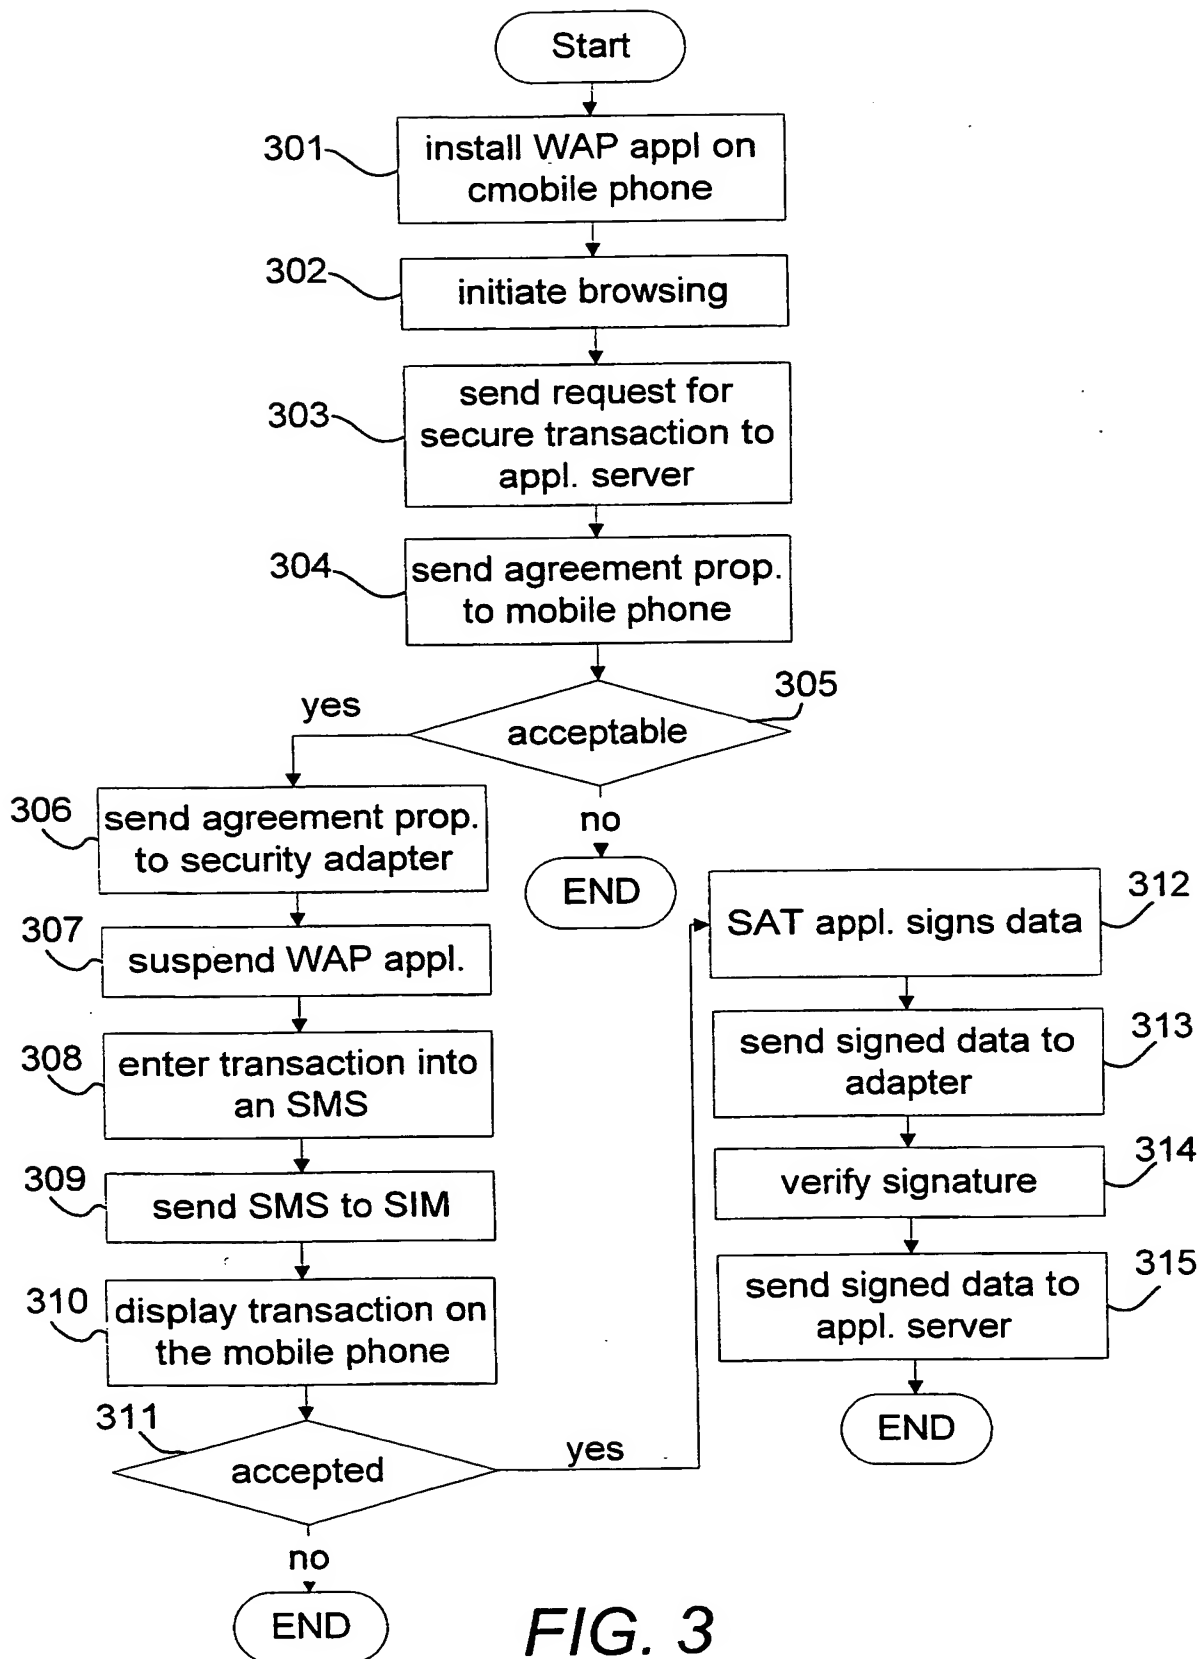 Start
301
install WAP appl on
cmobile phone
302
initiate browsing
303
send request for
secure transaction to
appl. server
304
send agreement prop.
to mobile phone
305
acceptable
yes
no
END
306
send agreement prop.
to security adapter
307
suspend WAP appl.
308
enter transaction into
an SMS
309
send SMS to SIM
310
display transaction on
the mobile phone
311
accepted
yes
no
END
312
SAT appl. signs data
313
send signed data to
adapter
314
verify signature
315
send signed data to
appl. server
END
FIG. 3